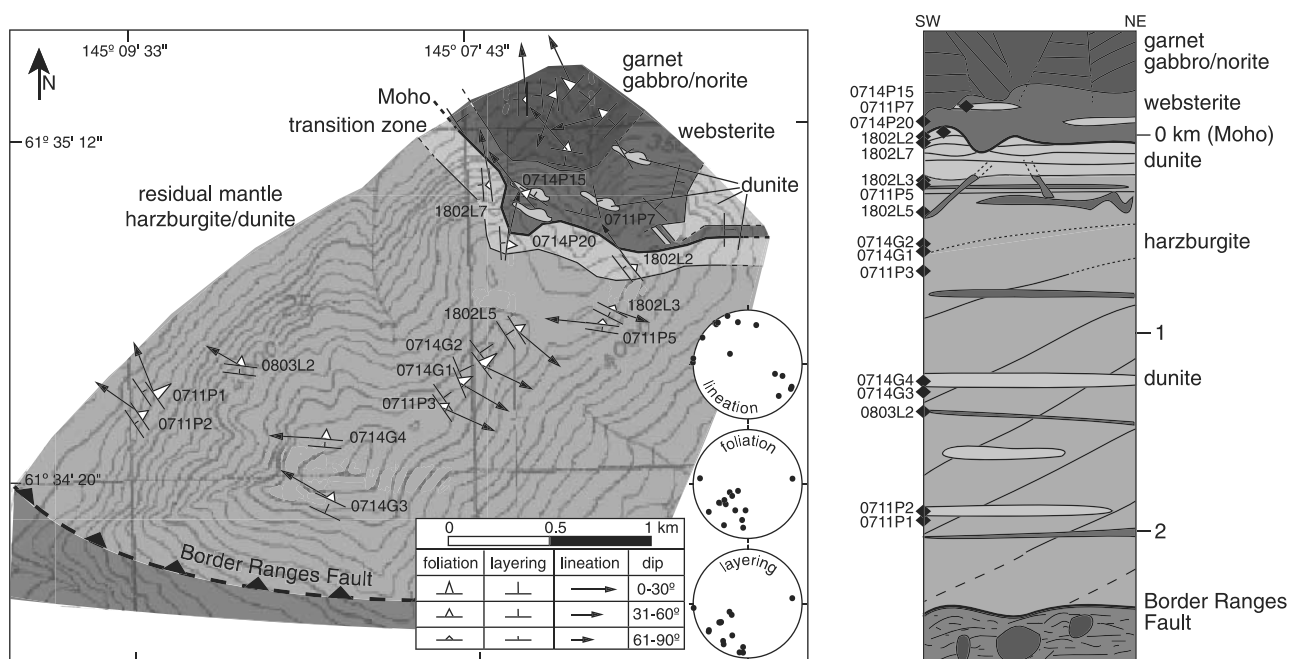 145º 09' 33"
145º 07' 43"
N
garnet
gabbro/norite
Moho
transition zone
websterite
61º 35' 12"
residual mantle
harzburgite/dunite
dunite
0714P15
1802L7
0711P7
0714P20
1802L2
1802L3
1802L5
0711P5
0714G2
0803L2
0714G1
0711P1
0711P3
0711P2
0714G4
61º 34' 20"
0714G3
Border Ranges Fault
lineation
foliation
layering
0 0.5 1 km
foliation layering lineation dip
0-30º
31-60º
61-90º
SW NE
garnet
gabbro/norite
0714P15
0711P7
websterite
0714P20
1802L2
0 km (Moho)
1802L7
dunite
1802L3
0711P5
1802L5
0714G2
harzburgite
0714G1
0711P3
1
0714G4
dunite
0714G3
0803L2
0711P2
0711P1
2
Border Ranges
Fault